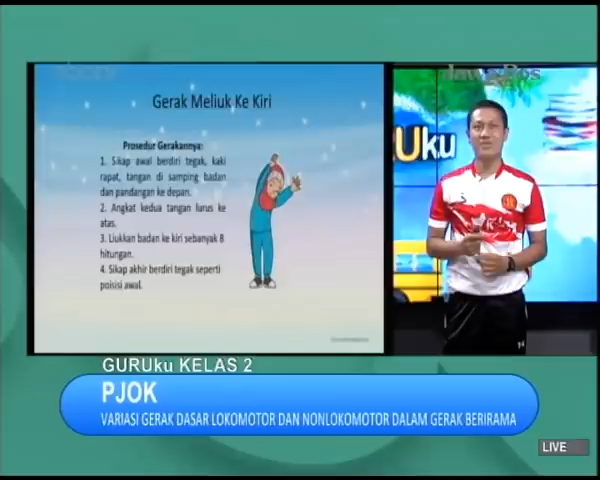 Gerak Meliuk Ke Kiri
Prosedur Gerakannya:
1. Sikap awal berdiri tegak, kaki
rapat, tangan di samping badan
dan pandangan ke depan.
2. Angkat kedua tangan lurus ke
atas.
3. Liukkan badan ke kiri sebanyak 8
hitungan.
4. Sikap akhir berdiri tegak seperti
poisisi awal.
Uku
GURUku KELAS 2
PJOK
VARIASI GERAK DASAR LOKOMOTOR DAN NONLOKOMOTOR DALAM GERAK BERIRAMA
LIVE